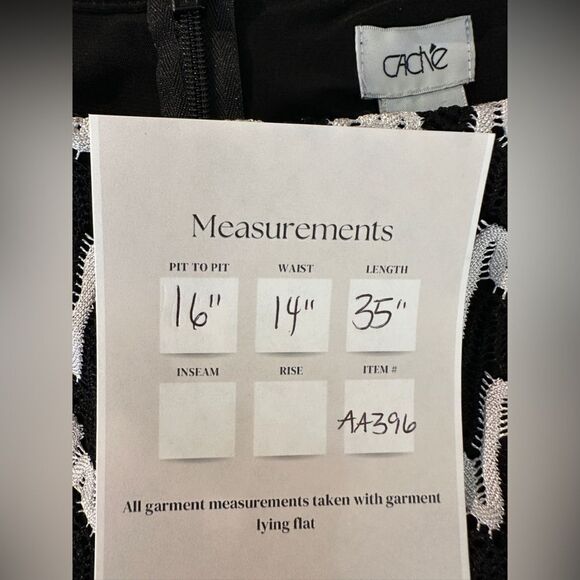 CACHÉ
Measurements
PIT TO PIT WAIST LENGTH
16" 14" 35"
INSEAM RISE ITEM #
AA396
All garment measurements taken with garment
lying flat